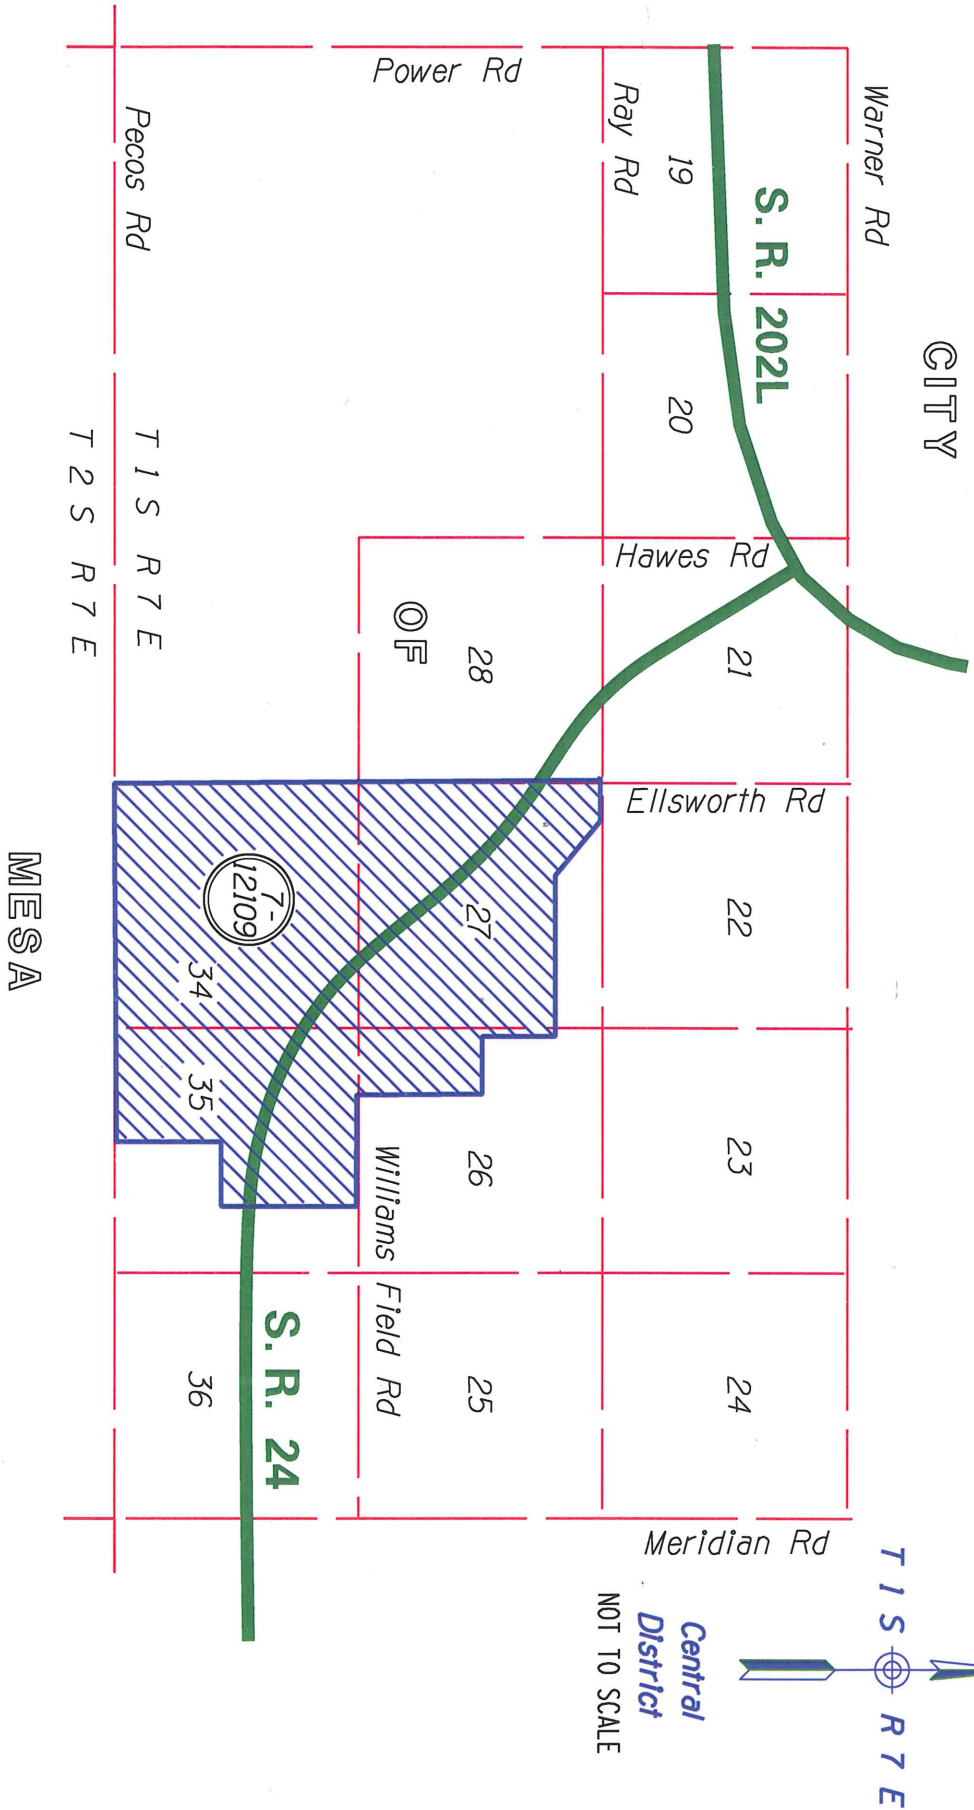 CITY
Warner Rd
S. R. 202L
19
20
21
22
23
24
Ray Rd
Power Rd
Hawes Rd
Ellsworth Rd
Meridian Rd
OF
28
27
26
25
Williams Field Rd
7-
12109
34
35
36
S. R. 24
Pecos Rd
T 1 S R 7 E
T 2 S R 7 E
MESA
T 1 S R 7 E
Central
District
NOT TO SCALE